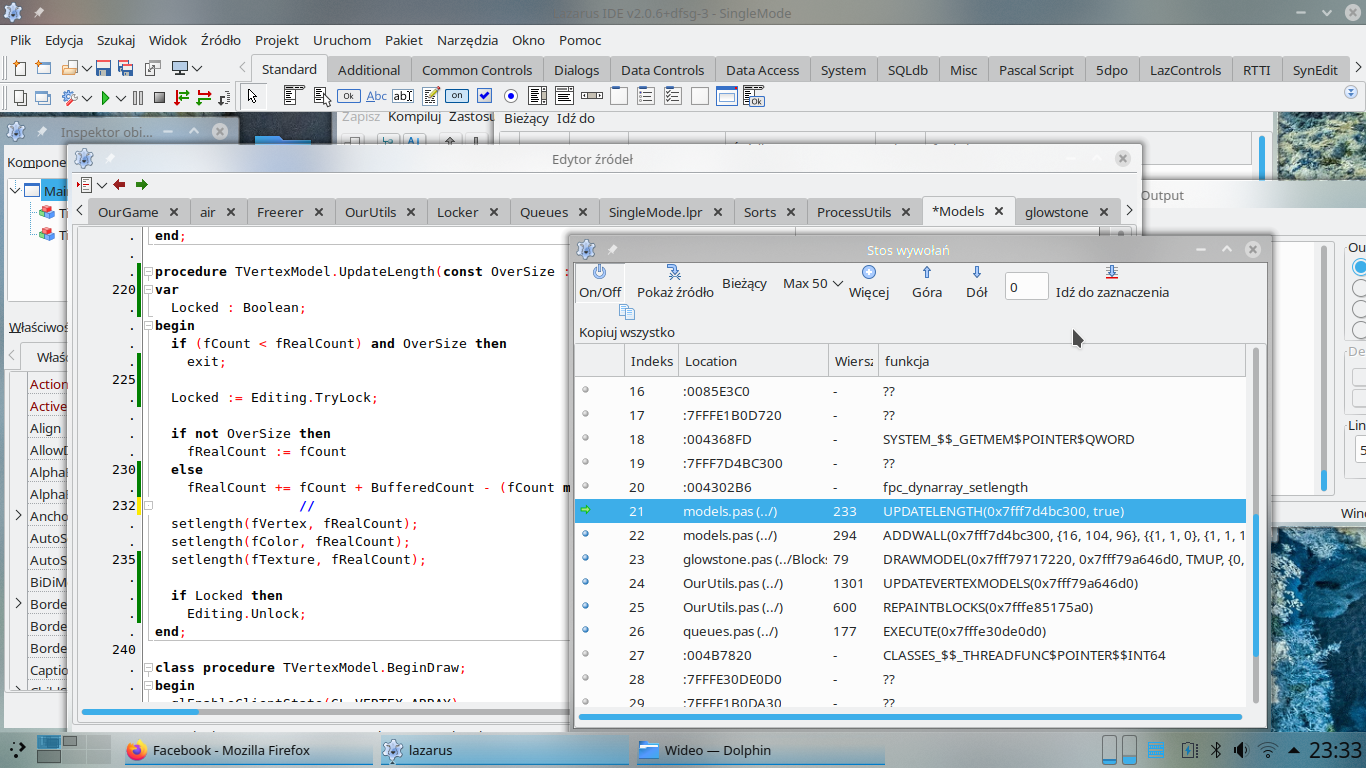 Lazarus IDE v2.0.6+dfsg-3 - SingleMode
Plik Edycja Szukaj Widok Źródło Projekt Uruchom Pakiet Narzędzia Okno Pomoc
Standard Additional Common Controls Dialogs Data Controls Data Access System SQLdb Misc Pascal Script 5dpo LazControls RTTI SynEdit
Ok Abc abI on Ok
Zapisz Kompiluj Bieżący Idź do
Inspektor obi...
Edytor źródeł
Output
OurGame air Freerer OurUtils Locker Queues SingleMode.lpr Sorts ProcessUtils *Models glowstone
. end;
.
. procedure TVertexModel.UpdateLength(const OverSize :
220 var
. Locked : Boolean;
. begin
. if (fCount < fRealCount) and OverSize then
. exit;
225
. Locked := Editing.TryLock;
.
. if not OverSize then
. fRealCount := fCount
230 else
. fRealCount += fCount + BufferedCount - (fCount
232 //
. setlength(fVertex, fRealCount);
. setlength(fColor, fRealCount);
235 setlength(fTexture, fRealCount);
.
. if Locked then
. Editing.Unlock;
. end;
240
. class procedure TVertexModel.BeginDraw;
. begin
Action
Active
Align
Alpha
Alpha
Ancho
AutoS
AutoS
BiDiM
Borde
Borde
Borde
Captio
Stos wywołań
On/Off Pokaż źródło Bieżący Max 50 Więcej Góra Dół 0 Idź do zaznaczenia
Kopiuj wszystko
Indeks Location Wiersz funkcja
16 :0085E3C0 - ??
17 :7FFFE1B0D720 - ??
18 :004368FD - SYSTEM_$$_GETMEM$POINTER$QWORD
19 :7FFF7D4BC300 - ??
20 :004302B6 - fpc_dynarray_setlength
21 models.pas (../) 233 UPDATELENGTH(0x7fff7d4bc300, true)
22 models.pas (../) 294 ADDWALL(0x7fff7d4bc300, {16, 104, 96}, {{1, 1, 0}, {1, 1, 1
23 glowstone.pas (../Blocks 79 DRAWMODEL(0x7fff79717220, 0x7fff79a646d0, TMUP, {0,
24 OurUtils.pas (../) 1301 UPDATEVERTEXMODELS(0x7fff79a646d0)
25 OurUtils.pas (../) 600 REPAINTBLOCKS(0x7fffe85175a0)
26 queues.pas (../) 177 EXECUTE(0x7fffe30de0d0)
27 :004B7820 - CLASSES_$$_THREADFUNC$POINTER$$INT64
28 :7FFFE30DE0D0 - ??
29 :7FFFE1B0DA30 - ??
Facebook - Mozilla Firefox lazarus Wideo — Dolphin 23:33